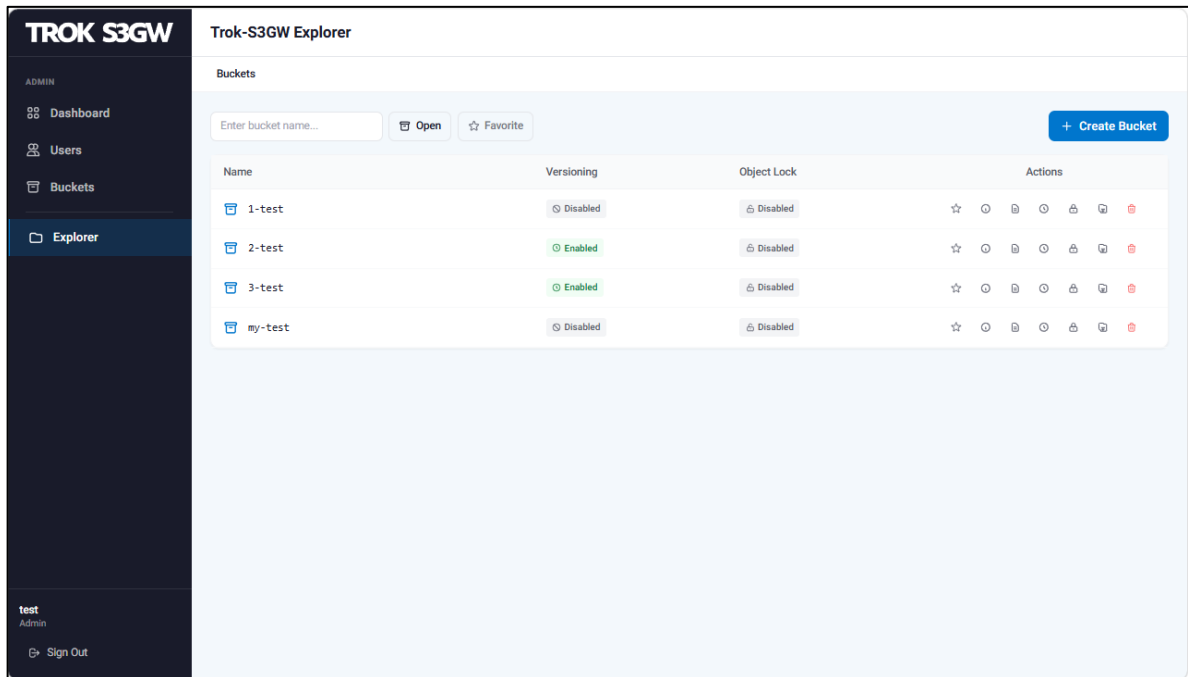 TROK S3GW
Trok-S3GW Explorer
ADMIN
Dashboard
Users
Buckets
Explorer
Buckets
Enter bucket name...
Open
Favorite
+ Create Bucket
Name Versioning Object Lock Actions
1-test Disabled Disabled
2-test Enabled Disabled
3-test Enabled Disabled
my-test Disabled Disabled
test
Admin
Sign Out